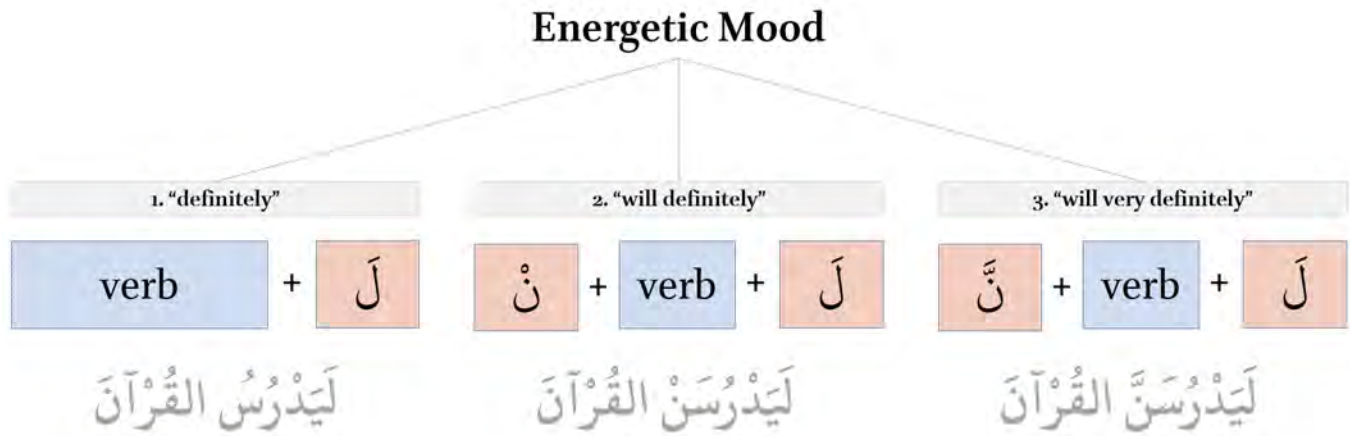 Energetic Mood
1. “definitely”
2. “will definitely”
3. “will very definitely”
verb + لَ
نْ + verb + لَ
نَّ + verb + لَ
لَيَدْرُسُ القُرْآنَ
لَيَدْرُسَنْ القُرْآنَ
لَيَدْرُسَنَّ القُرْآنَ